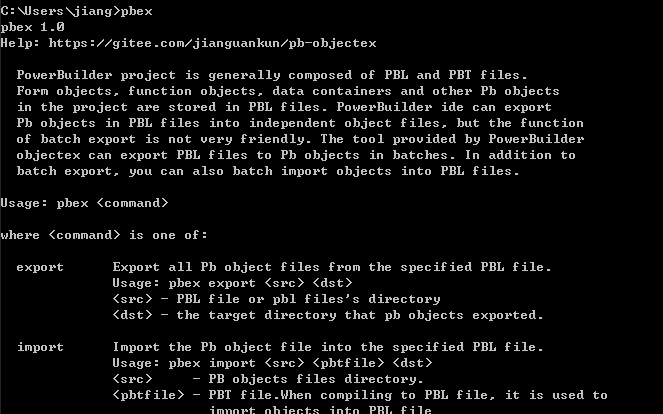 C:\Users\jiang>pbex
pbex 1.0
Help: https://gitee.com/jianguankun/pb-objectex
PowerBuilder project is generally composed of PBL and PBT files.
Form objects, function objects, data containers and other Pb objects
in the project are stored in PBL files. PowerBuilder ide can export
Pb objects in PBL files into independent object files, but the function
of batch export is not very friendly. The tool provided by PowerBuilder
objectex can export PBL files to Pb objects in batches. In addition to
batch export, you can also batch import objects into PBL files.
Usage: pbex <command>
where <command> is one of:
export Export all Pb object files from the specified PBL file.
Usage: pbex export <src> <dst>
<src> - PBL file or pbl files's directory
<dst> - the target directory that pb objects exported.
import Import the Pb object file into the specified PBL file.
Usage: pbex import <src> <pbtfile> <dst>
<src> - PB objects files directory.
<pbtfile> - PBT file.When compiling to PBL file, it is used to
import objects into PBL file